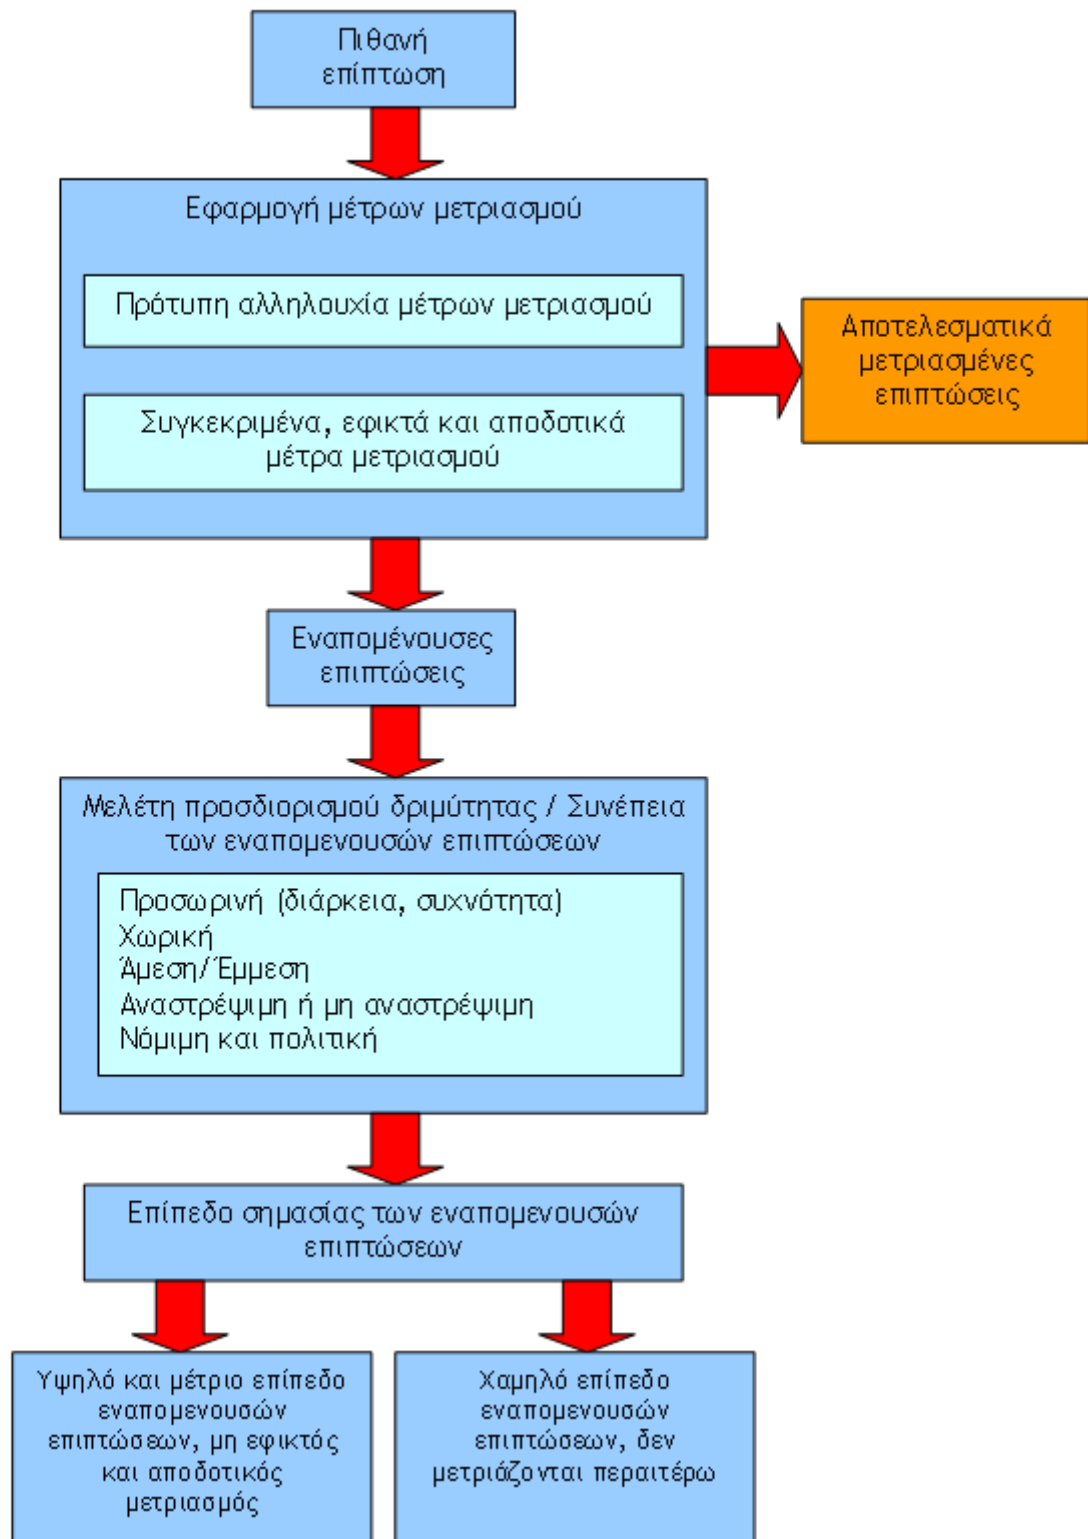 Πιθανή
επίπτωση
Εφαρμογή μέτρων μετριασμού
Πρότυπη αλληλουχία μέτρων μετριασμού
Συγκεκριμένα, εφικτά και αποδοτικά
μέτρα μετριασμού
Αποτελεσματικά
μετριασμένες
επιπτώσεις
Εναπομένουσες
επιπτώσεις
Μελέτη προσδιορισμού δριμύτητας / Συνέπεια
των εναπομενουσών επιπτώσεων
Προσωρινή (διάρκεια, συχνότητα)
Χωρική
Άμεση/Έμμεση
Αναστρέψιμη ή μη αναστρέψιμη
Νόμιμη και πολιτική
Επίπεδο σημασίας των εναπομενουσών
επιπτώσεων
Υψηλό και μέτριο επίπεδο
εναπομενουσών
επιπτώσεων, μη εφικτός
και αποδοτικός
μετριασμός
Χαμηλό επίπεδο
εναπομενουσών
επιπτώσεων, δεν
μετριάζονται περαιτέρω